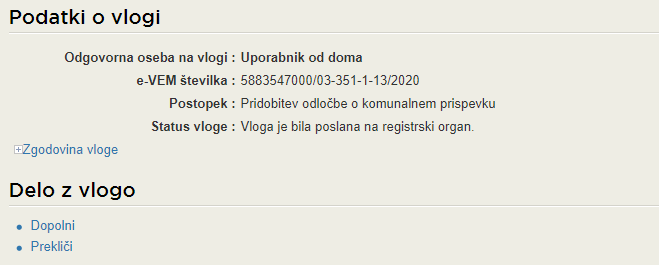 Podatki o vlogi
Odgovorna oseba na vlogi : Uporabnik od doma
e-VEM številka : 5883547000/03-351-1-13/2020
Postopek : Pridobitev odločbe o komunalnem prispevku
Status vloge : Vloga je bila poslana na registrski organ.
Zgodovina vloge
Delo z vlogo
Dopolni
Prekliči